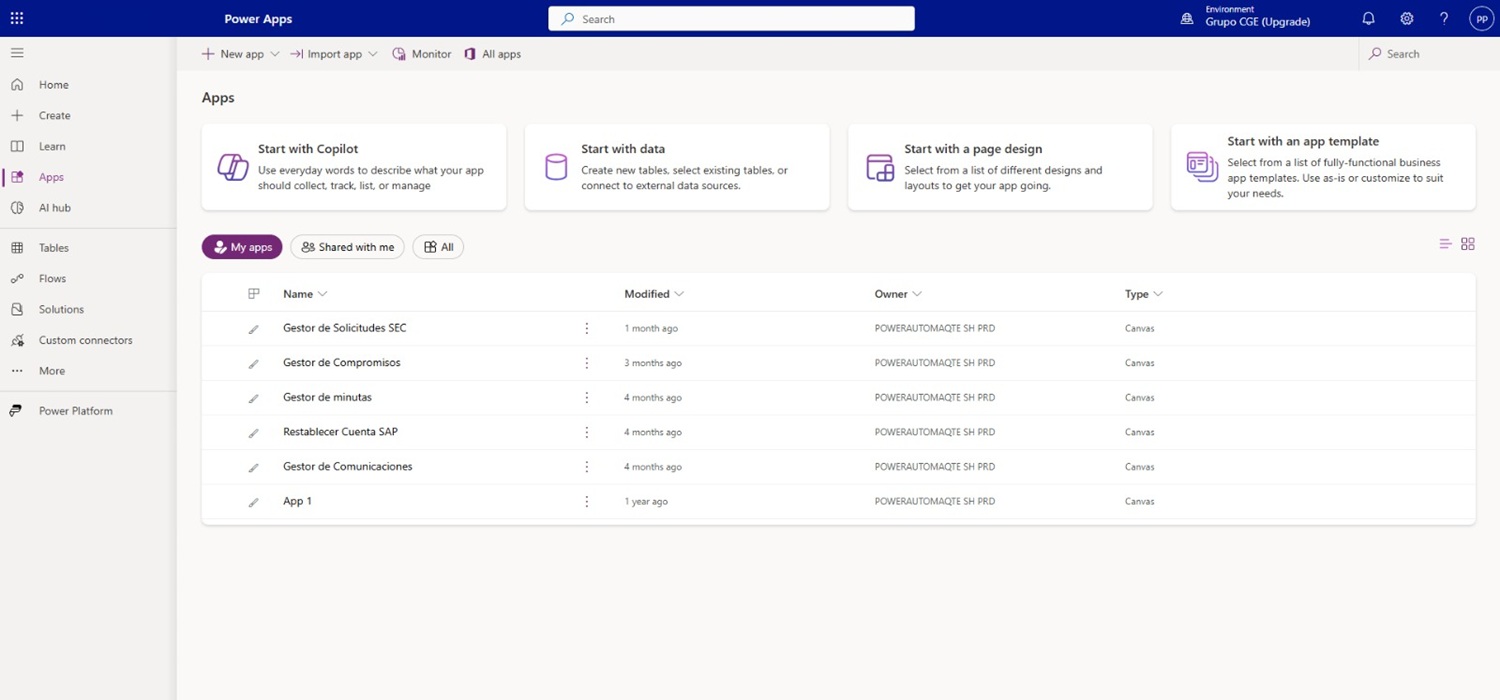 Power Apps
Search
Environment
Grupo CGE (Upgrade)
?
PP
New app
Import app
Monitor
All apps
Search
Home
Create
Learn
Apps
AI hub
Tables
Flows
Solutions
Custom connectors
More
Power Platform
Apps
Start with Copilot
Use everyday words to describe what your app
should collect, track, list, or manage
Start with data
Create new tables, select existing tables, or
connect to external data sources.
Start with a page design
Select from a list of different designs and
layouts to get your app going.
Start with an app template
Select from a list of fully-functional business
app templates. Use as-is or customize to suit
your needs.
My apps
Shared with me
All
Name Modified Owner Type
Gestor de Solicitudes SEC 1 month ago POWERAUTOMAQTE SH PRD Canvas
Gestor de Compromisos 3 months ago POWERAUTOMAQTE SH PRD Canvas
Gestor de minutas 4 months ago POWERAUTOMAQTE SH PRD Canvas
Restablecer Cuenta SAP 4 months ago POWERAUTOMAQTE SH PRD Canvas
Gestor de Comunicaciones 4 months ago POWERAUTOMAQTE SH PRD Canvas
App 1 1 year ago POWERAUTOMAQTE SH PRD Canvas